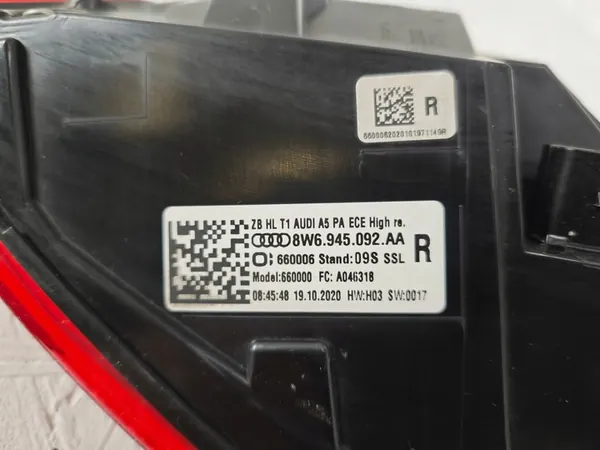 R
6600062020101971149R
ZB HL T1 AUDI A5 PA ECE High re.
8W6.945.092.AA
660006 Stand:09S SSL R
Model:660000 FC: A046318
08:45:48 19.10.2020 HW:H03 SW:0017